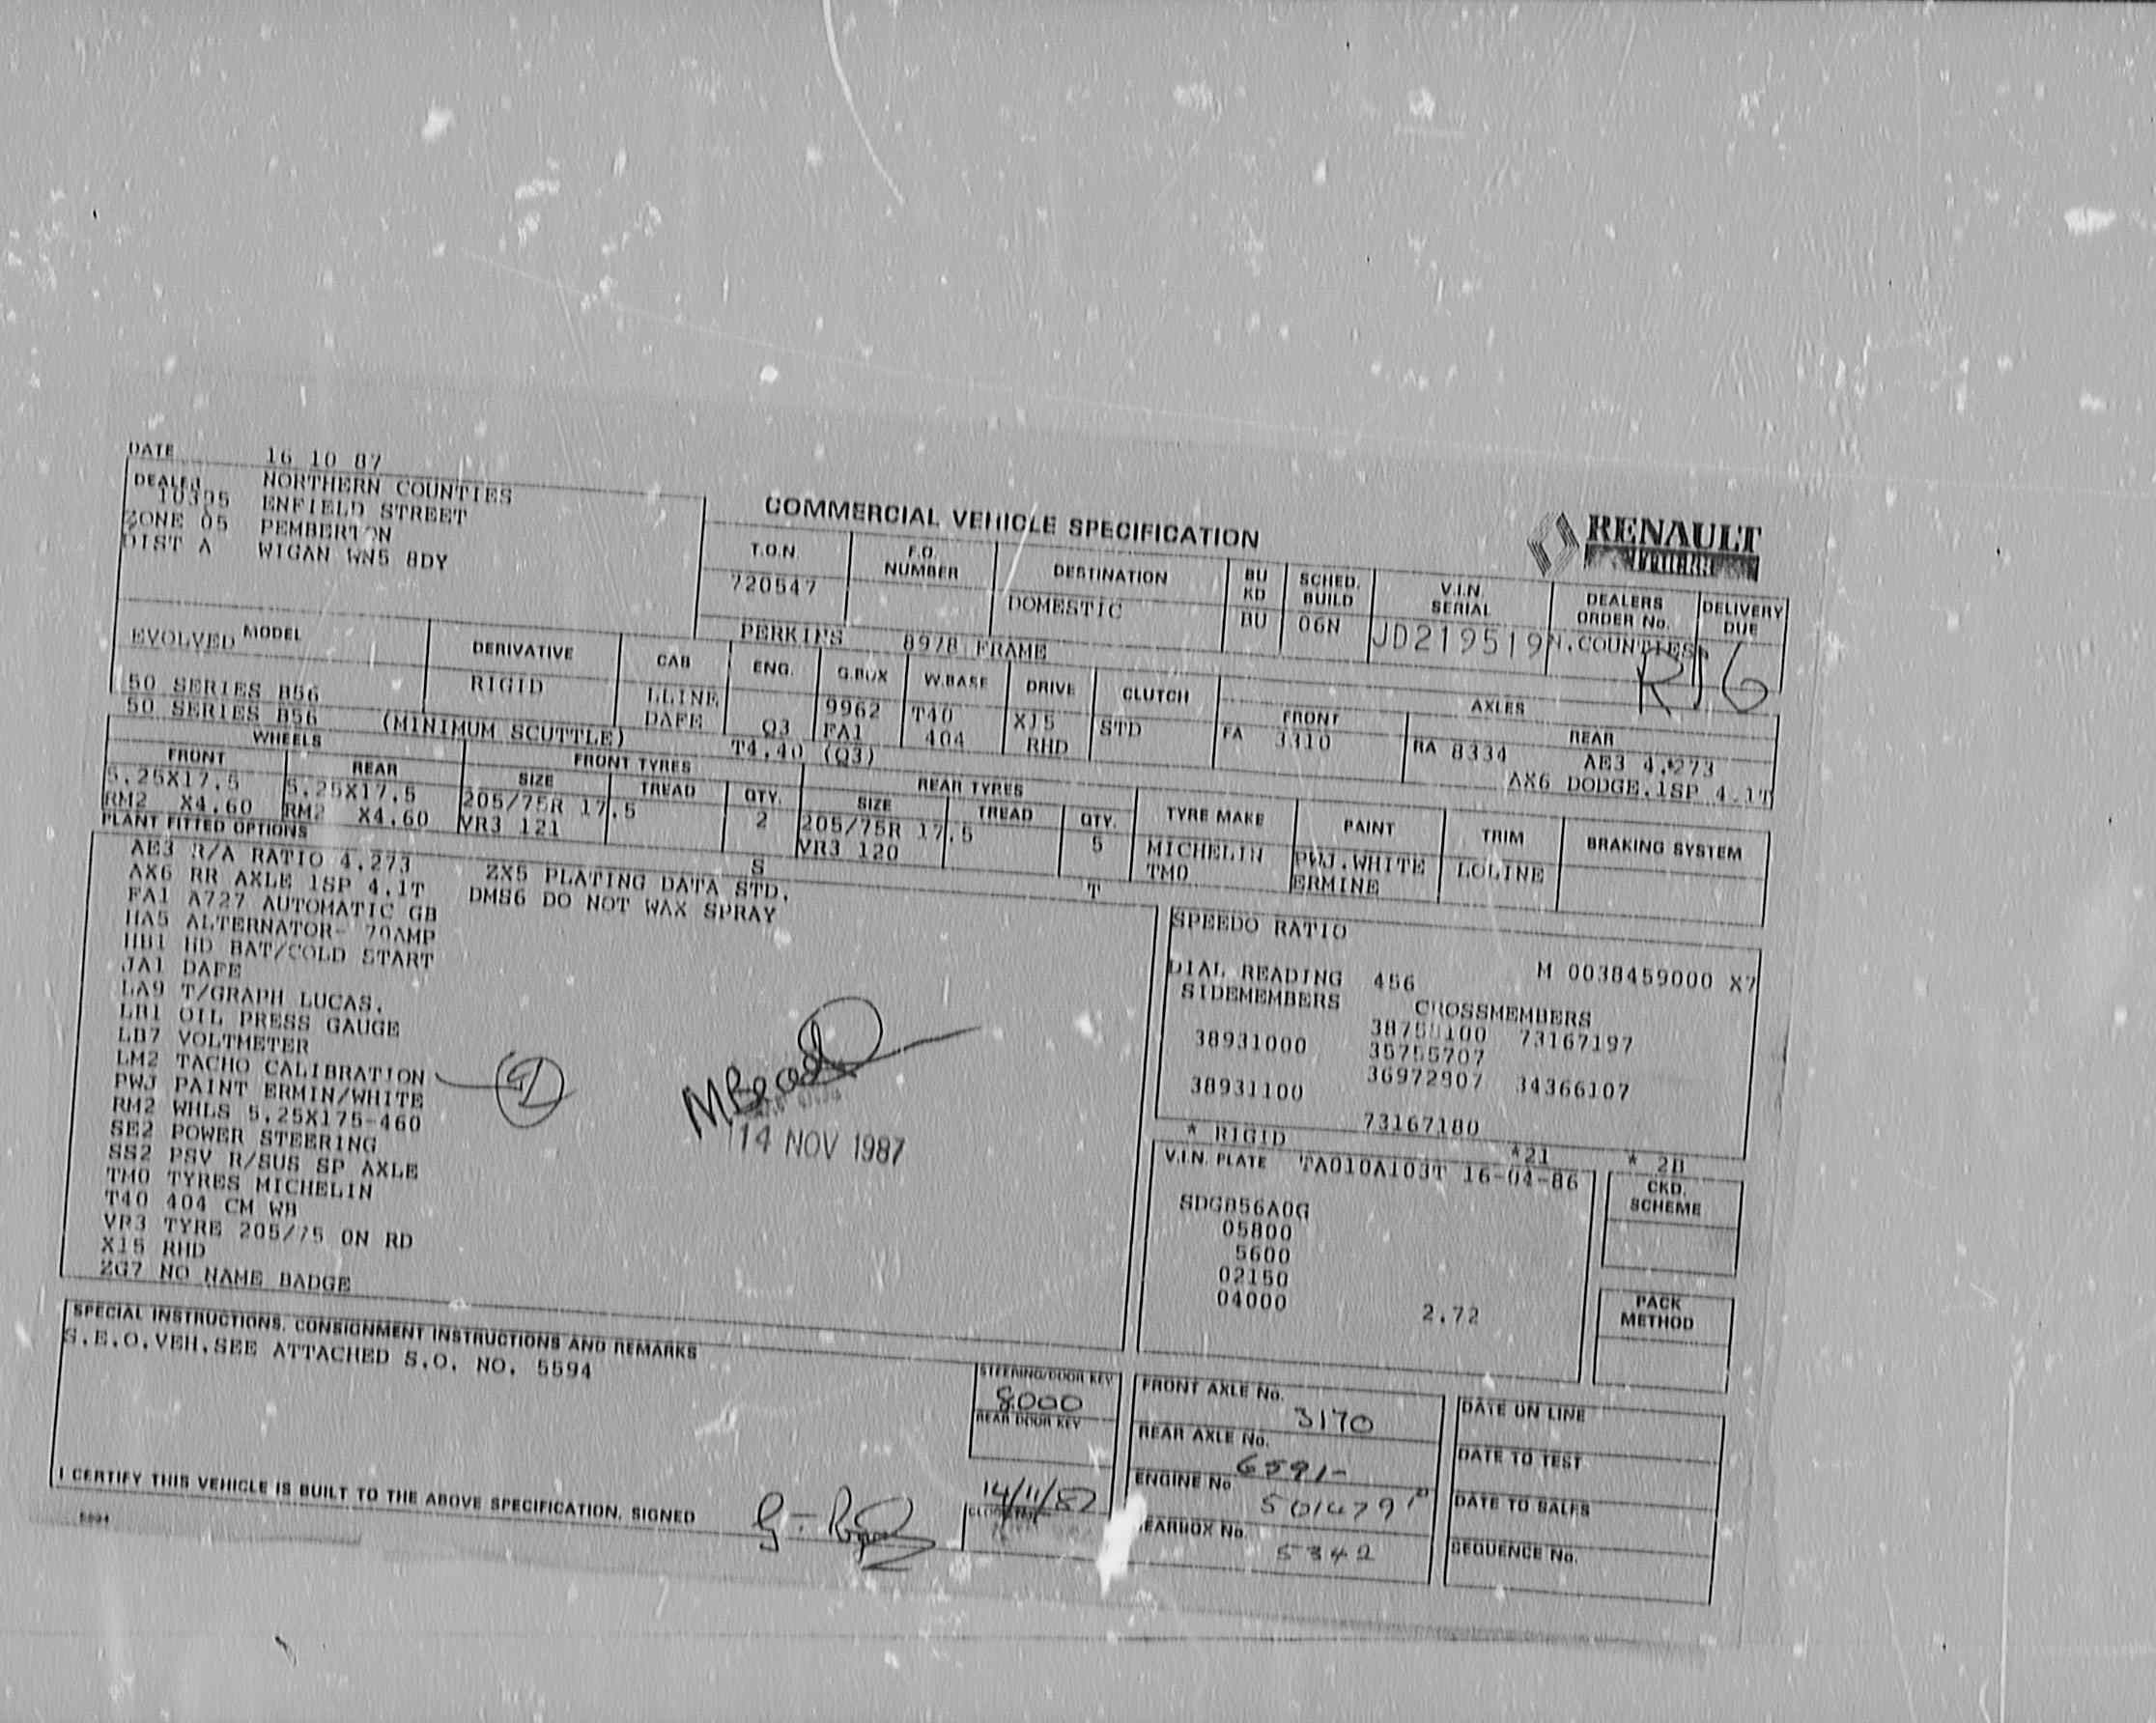 DATE 16 10 87
DEALER NORTHERN COUNTIES
10395 ENFIELD STREET
ZONE 05 PEMBERTON
DIST A WIGAN WN5 8DY
COMMERCIAL VEHICLE SPECIFICATION
RENAULT
T.O.N. F.O. NUMBER DESTINATION BU KD SCHED. BUILD V.I.N. SERIAL DEALERS ORDER No. DELIVERY DUE
720547 DOMESTIC BU 06N JD219519 N.COUNTIES
RJ6
PERKINS 8978 FRAME
EVOLVED MODEL DERIVATIVE CAB ENG. G.BOX W.BASE DRIVE CLUTCH AXLES
FRONT REAR
50 SERIES B56 RIGID LLINE 9962 T40 X15 STD FA 3310 RA 8334 AE3 4.273
50 SERIES B56 (MINIMUM SCUTTLE) DAFE Q3 FA1 404 RHD
T4.40 (Q3) AX6 DODGE.1SP 4.1T
WHEELS FRONT TYRES REAR TYRES
FRONT REAR SIZE TREAD QTY. SIZE TREAD QTY. TYRE MAKE PAINT TRIM BRAKING SYSTEM
5.25X17.5 5.25X17.5 205/75R 17.5 2 205/75R 17.5 5 MICHELIN PWJ.WHITE LOLINE
RM2 X4.60 RM2 X4.60 VR3 121 VR3 120 TMO ERMINE
PLANT FITTED OPTIONS S T
AE3 R/A RATIO 4.273 ZX5 PLATING DATA STD.
AX6 RR AXLE 1SP 4.1T DMS6 DO NOT WAX SPRAY
FA1 A727 AUTOMATIC GB
HA5 ALTERNATOR- 70AMP
HB1 HD BAT/COLD START
JA1 DAFE
LA9 T/GRAPH LUCAS.
LB1 OIL PRESS GAUGE
LB7 VOLTMETER
LM2 TACHO CALIBRATION
PWJ PAINT ERMIN/WHITE
RM2 WHLS 5.25X175-460
SE2 POWER STEERING
SS2 PSV R/SUS SP AXLE
TMO TYRES MICHELIN
T40 404 CM WB
VR3 TYRE 205/75 ON RD
X15 RHD
ZG7 NO NAME BADGE
14 NOV 1987
SPEEDO RATIO
M 0038459000 X7
DIAL READING 456
SIDEMEMBERS CROSSMEMBERS
38931000 73167197
35755707
38931100 36972907 34366107
73167180
* RIGID *21 * 2B
V.I.N. PLATE TA010A103T 16-04-86
SDGB56A0G
05800
5600
02150
04000 2.72
CKD. SCHEME
PACK METHOD
SPECIAL INSTRUCTIONS, CONSIGNMENT INSTRUCTIONS AND REMARKS
S.E.O.VEH.SEE ATTACHED S.O. NO. 5594
STEERING/DOOR KEY
8000
REAR DOOR KEY
14/11/87
FRONT AXLE No. 3170
REAR AXLE No. 6591-
ENGINE No 501479
GEARBOX No. 5342
DATE ON LINE
DATE TO TEST
DATE TO SALES
SEQUENCE No.
I CERTIFY THIS VEHICLE IS BUILT TO THE ABOVE SPECIFICATION, SIGNED